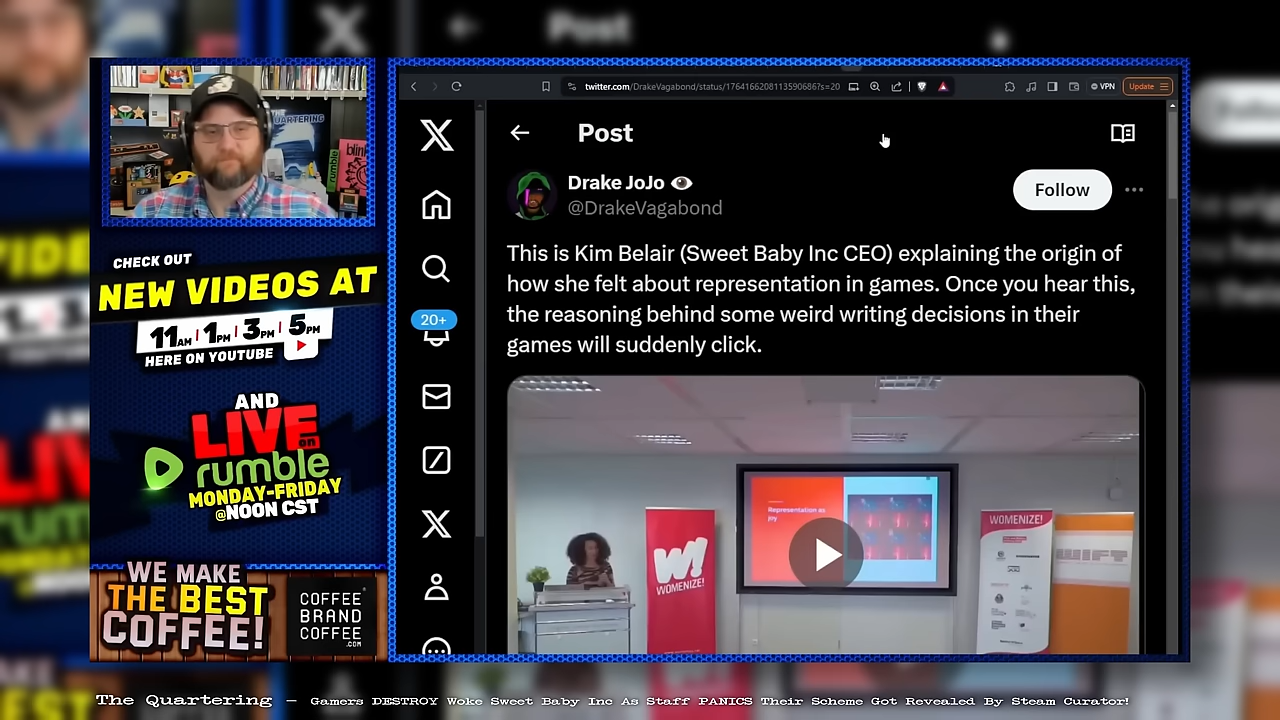 CHECK OUT
NEW VIDEOS AT
11AM | 1PM | 3PM | 5PM
HERE ON YOUTUBE
AND
LIVE on
rumble
MONDAY-FRIDAY
@NOON CST
WE MAKE
THE BEST
COFFEE!
COFFEE
BRAND
COFFEE
.COM
twitter.com/DrakeVagabond/status/1764166208113590686?s=20
VPN
Update
Post
Drake JoJo
@DrakeVagabond
Follow
This is Kim Belair (Sweet Baby Inc CEO) explaining the origin of
how she felt about representation in games. Once you hear this,
the reasoning behind some weird writing decisions in their
games will suddenly click.
20+
Representation as
joy
W!
WOMENIZE!
WOMENIZE!
The Quartering — Gamers DESTROY Woke Sweet Baby Inc As Staff PANICS Their Scheme Got Revealed By Steam Curator!